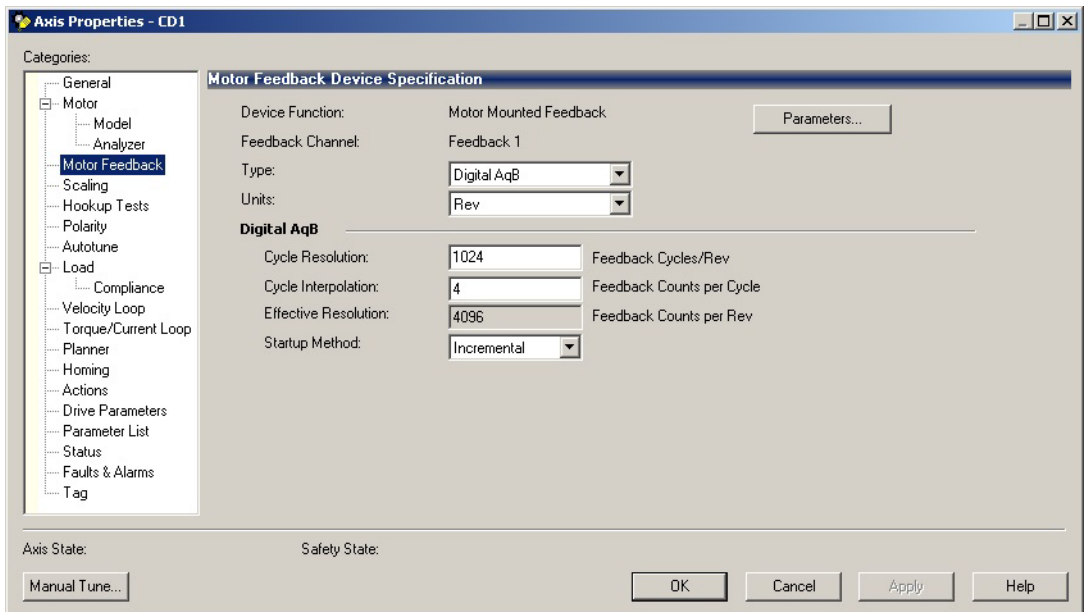 Axis Properties - CD1
Categories:
General
Motor
Model
Analyzer
Motor Feedback
Scaling
Hookup Tests
Polarity
Autotune
Load
Compliance
Velocity Loop
Torque/Current Loop
Planner
Homing
Actions
Drive Parameters
Parameter List
Status
Faults & Alarms
Tag
Motor Feedback Device Specification
Device Function: Motor Mounted Feedback Parameters...
Feedback Channel: Feedback 1
Type: Digital AqB
Units: Rev
Digital AqB
Cycle Resolution: 1024 Feedback Cycles/Rev
Cycle Interpolation: 4 Feedback Counts per Cycle
Effective Resolution: 4096 Feedback Counts per Rev
Startup Method: Incremental
Axis State: Safety State:
Manual Tune... OK Cancel Apply Help